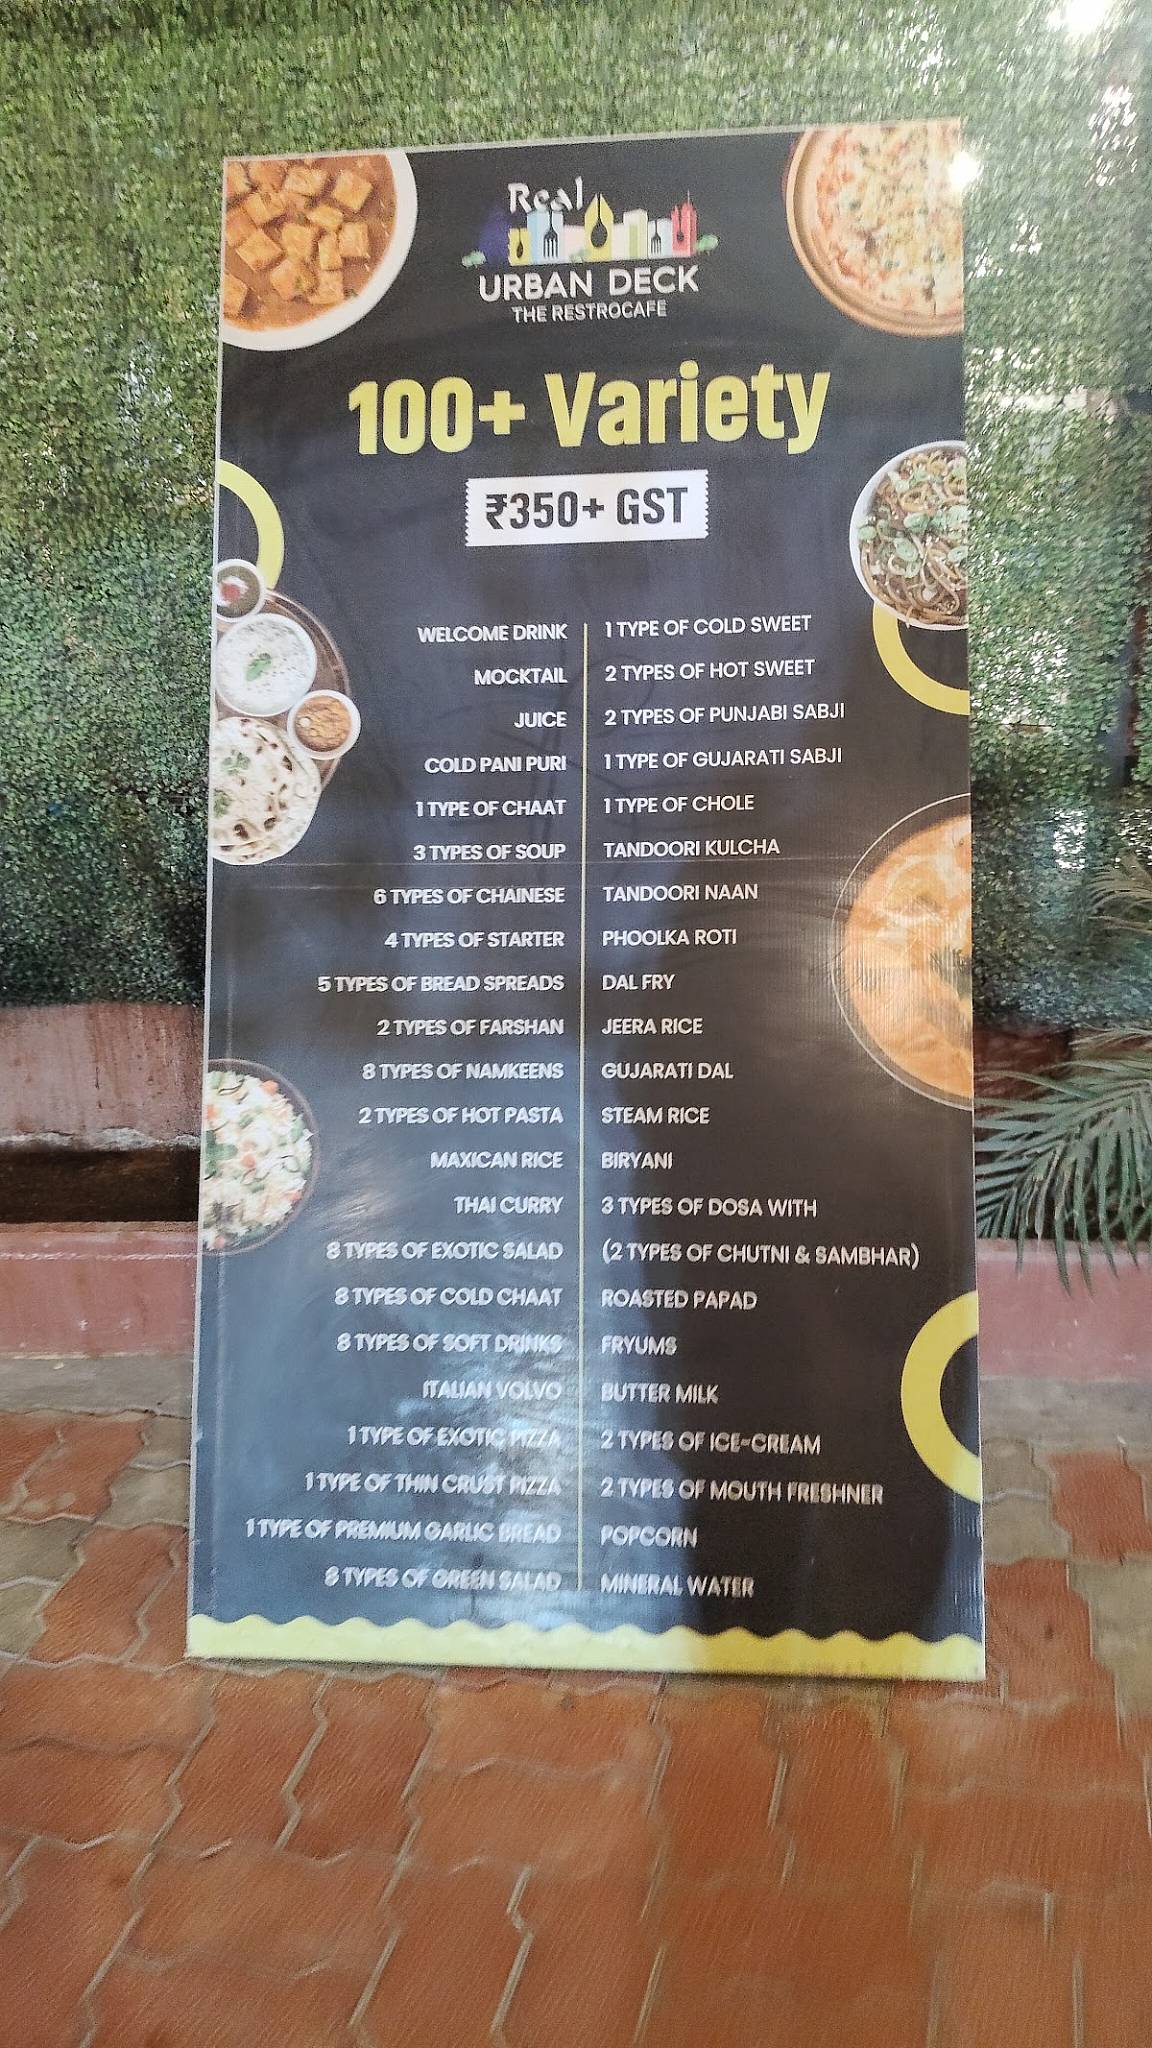 Real
URBAN DECK
THE RESTROCAFE
100+ Variety
₹350+ GST
WELCOME DRINK
MOCKTAIL
JUICE
COLD PANI PURI
1 TYPE OF CHAAT
3 TYPES OF SOUP
6 TYPES OF CHAINESE
4 TYPES OF STARTER
5 TYPES OF BREAD SPREADS
2 TYPES OF FARSHAN
8 TYPES OF NAMKEENS
2 TYPES OF HOT PASTA
MAXICAN RICE
THAI CURRY
8 TYPES OF EXOTIC SALAD
8 TYPES OF COLD CHAAT
8 TYPES OF SOFT DRINKS
ITALIAN VOLVO
1 TYPE OF EXOTIC PIZZA
1 TYPE OF THIN CRUST PIZZA
1 TYPE OF PREMIUM GARLIC BREAD
8 TYPES OF GREEN SALAD
1 TYPE OF COLD SWEET
2 TYPES OF HOT SWEET
2 TYPES OF PUNJABI SABJI
1 TYPE OF GUJARATI SABJI
1 TYPE OF CHOLE
TANDOORI KULCHA
TANDOORI NAAN
PHOOLKA ROTI
DAL FRY
JEERA RICE
GUJARATI DAL
STEAM RICE
BIRYANI
3 TYPES OF DOSA WITH
(2 TYPES OF CHUTNI & SAMBHAR)
ROASTED PAPAD
FRYUMS
BUTTER MILK
2 TYPES OF ICE-CREAM
2 TYPES OF MOUTH FRESHNER
POPCORN
MINERAL WATER